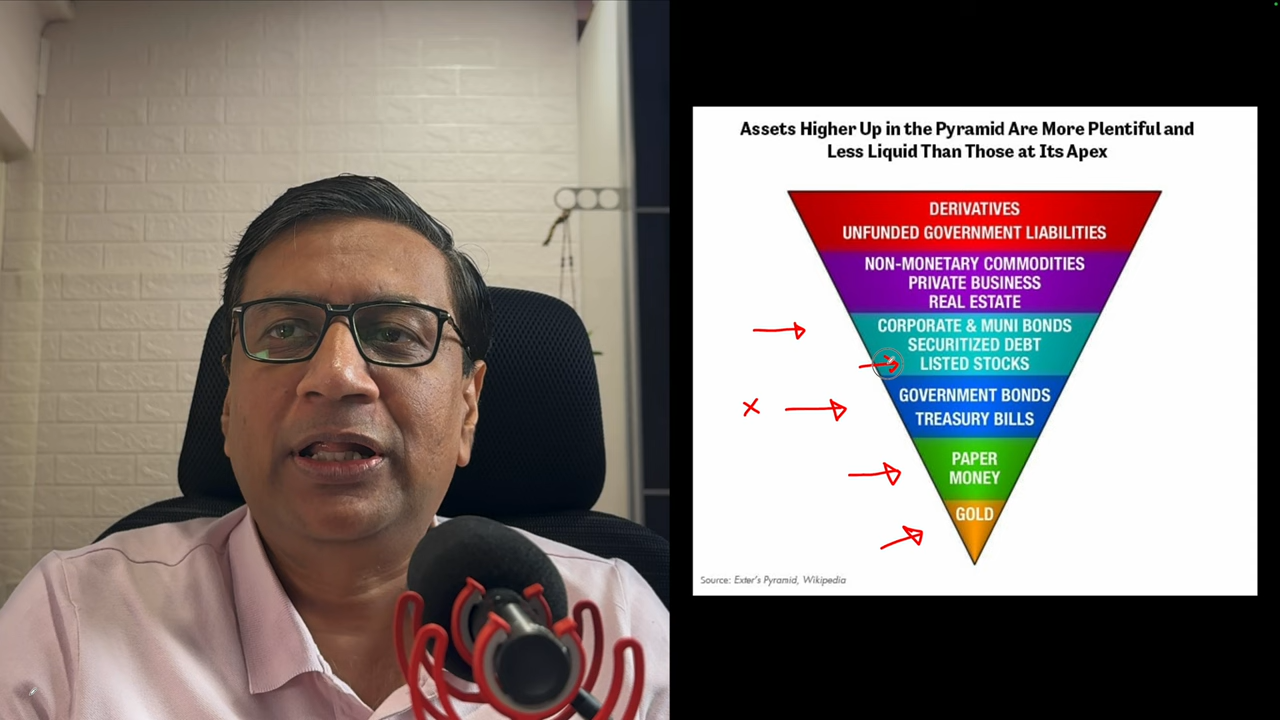 Assets Higher Up in the Pyramid Are More Plentiful and
Less Liquid Than Those at Its Apex
DERIVATIVES
UNFUNDED GOVERNMENT LIABILITIES
NON-MONETARY COMMODITIES
PRIVATE BUSINESS
REAL ESTATE
CORPORATE & MUNI BONDS
SECURITIZED DEBT
LISTED STOCKS
GOVERNMENT BONDS
TREASURY BILLS
PAPER
MONEY
GOLD
Source: Exter's Pyramid, Wikipedia